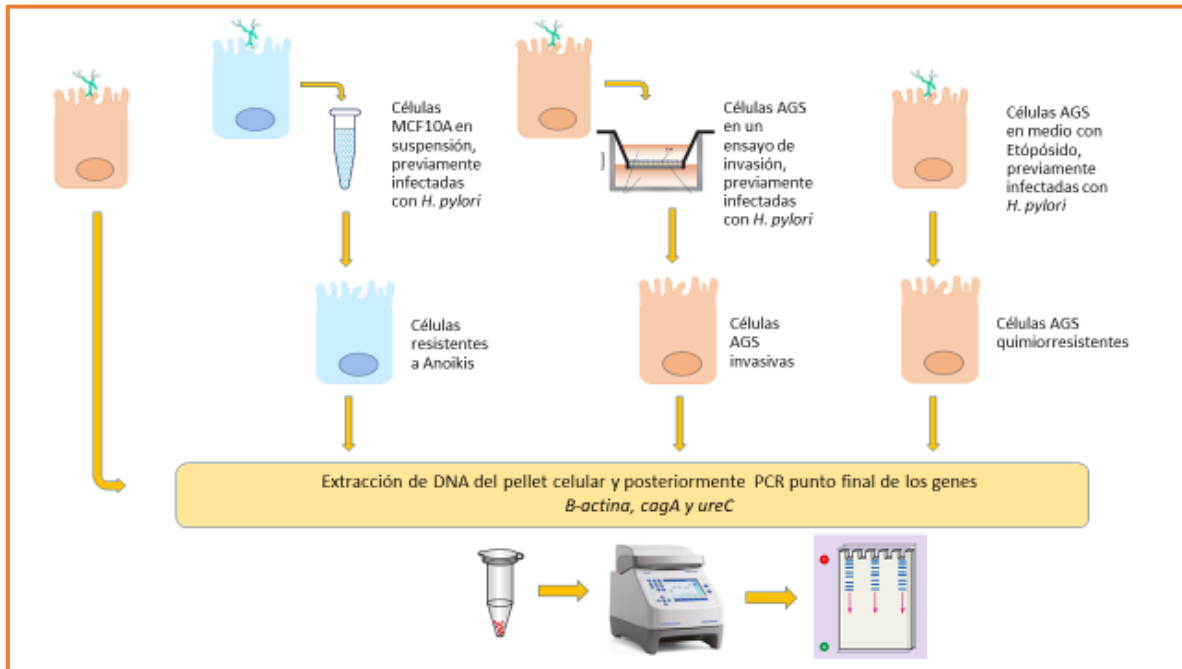 Células
MCF10A en
suspensión,
previamente
infectadas
con H. pylori
Células AGS
en un
ensayo de
invasión,
previamente
infectadas
con H. pylori
Células AGS
en medio con
Etópósido,
previamente
infectadas con
H. pylori
Células
resistentes
a Anoikis
Células
AGS
invasivas
Células AGS
quimiorresistentes
Extracción de DNA del pellet celular y posteriormente PCR punto final de los genes
B-actina, cagA y ureC